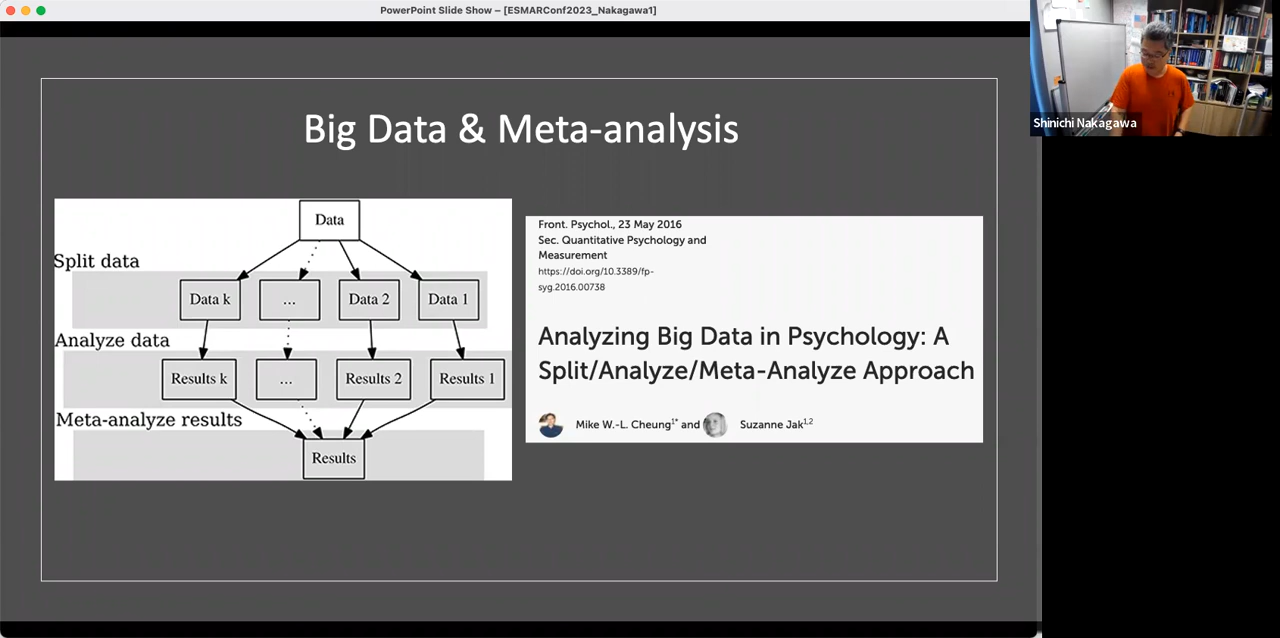 PowerPoint Slide Show – [ESMARConf2023_Nakagawa1]
Shinichi Nakagawa
Big Data & Meta-analysis
Data
Split data
Data k
...
Data 2
Data 1
Analyze data
Results k
...
Results 2
Results 1
Meta-analyze results
Results
Front. Psychol., 23 May 2016
Sec. Quantitative Psychology and
Measurement
https://doi.org/10.3389/fp-
syg.2016.00738
Analyzing Big Data in Psychology: A
Split/Analyze/Meta-Analyze Approach
Mike W.-L. Cheung1* and Suzanne Jak1,2